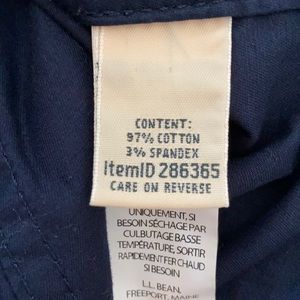 CONTENT:
97% COTTON
3% SPANDEX
ItemID 286365
CARE ON REVERSE
UNIQUEMENT, SI
BESOIN SÉCHAGE PAR
CULBUTAGE BASSE
TEMPÉRATURE, SORTIR
RAPIDEMENT FER CHAUD
SI BESOIN
L.L. BEAN,
FREEPORT, MAINE